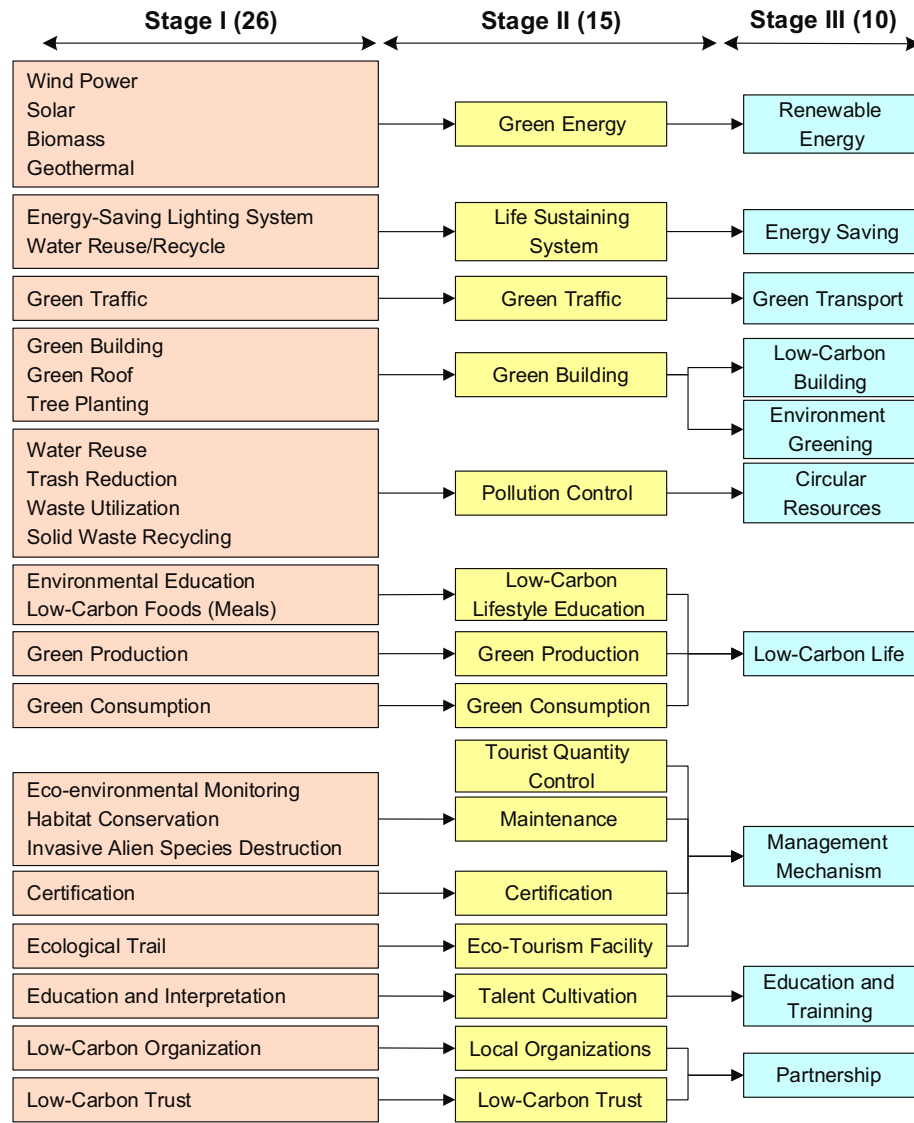 Stage I (26)
Stage II (15)
Stage III (10)
Wind Power
Solar
Biomass
Geothermal
Green Energy
Renewable
Energy
Energy-Saving Lighting System
Water Reuse/Recycle
Life Sustaining
System
Energy Saving
Green Traffic
Green Traffic
Green Transport
Green Building
Green Roof
Tree Planting
Green Building
Low-Carbon
Building
Environment
Greening
Water Reuse
Trash Reduction
Waste Utilization
Solid Waste Recycling
Pollution Control
Circular
Resources
Environmental Education
Low-Carbon Foods (Meals)
Low-Carbon
Lifestyle Education
Green Production
Green Production
Low-Carbon Life
Green Consumption
Green Consumption
Tourist Quantity
Control
Eco-environmental Monitoring
Habitat Conservation
Invasive Alien Species Destruction
Maintenance
Management
Mechanism
Certification
Certification
Ecological Trail
Eco-Tourism Facility
Education and Interpretation
Talent Cultivation
Education and
Trainning
Low-Carbon Organization
Local Organizations
Partnership
Low-Carbon Trust
Low-Carbon Trust